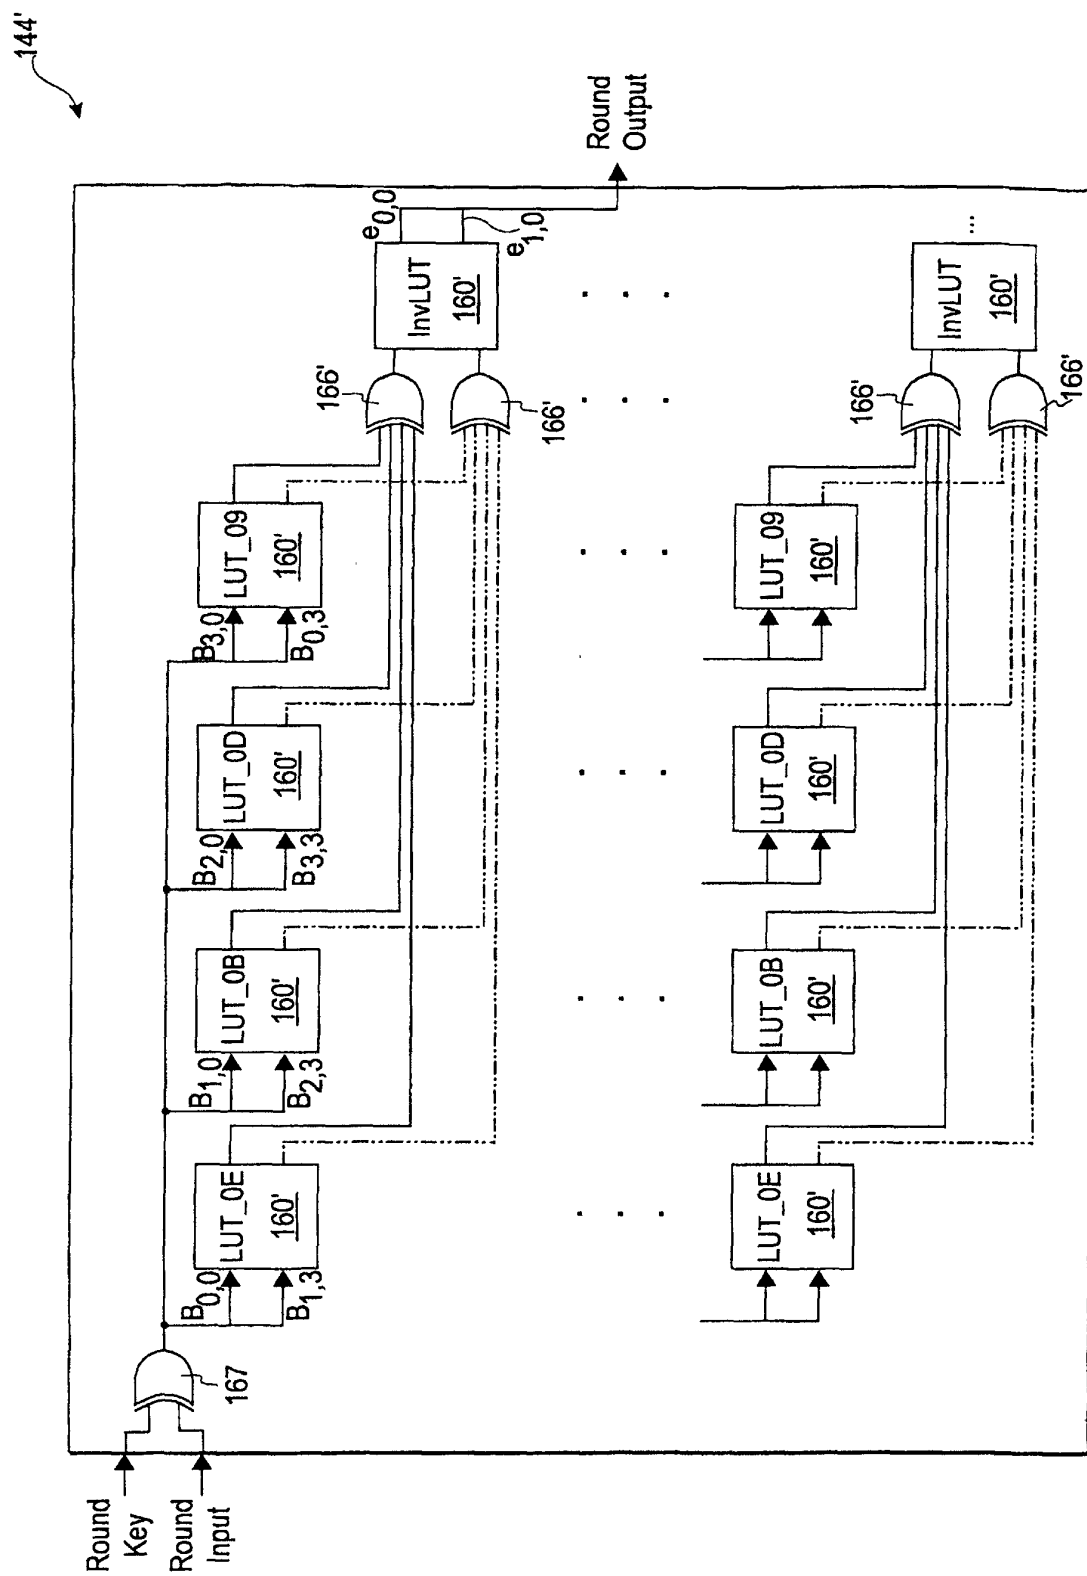 144'
Round
Key
Round
Input
167
B0,0
B1,3
LUT_0E
160'
B1,0
B2,3
LUT_0B
160'
B2,0
B3,3
LUT_0D
160'
B3,0
B0,3
LUT_09
160'
166'
166'
InvLUT
160'
e0,0
e1,0
Round
Output
LUT_0E
160'
LUT_0B
160'
LUT_0D
160'
LUT_09
160'
166'
166'
InvLUT
160'
...